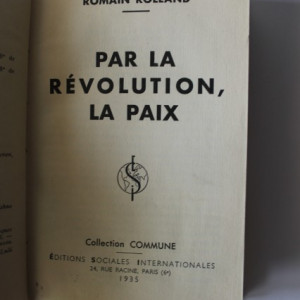 ROMAIN ROLLAND
PAR LA
RÉVOLUTION,
LA PAIX
Collection COMMUNE
ÉDITIONS SOCIALES INTERNATIONALES
24, RUE RACINE, PARIS (6e)
1935